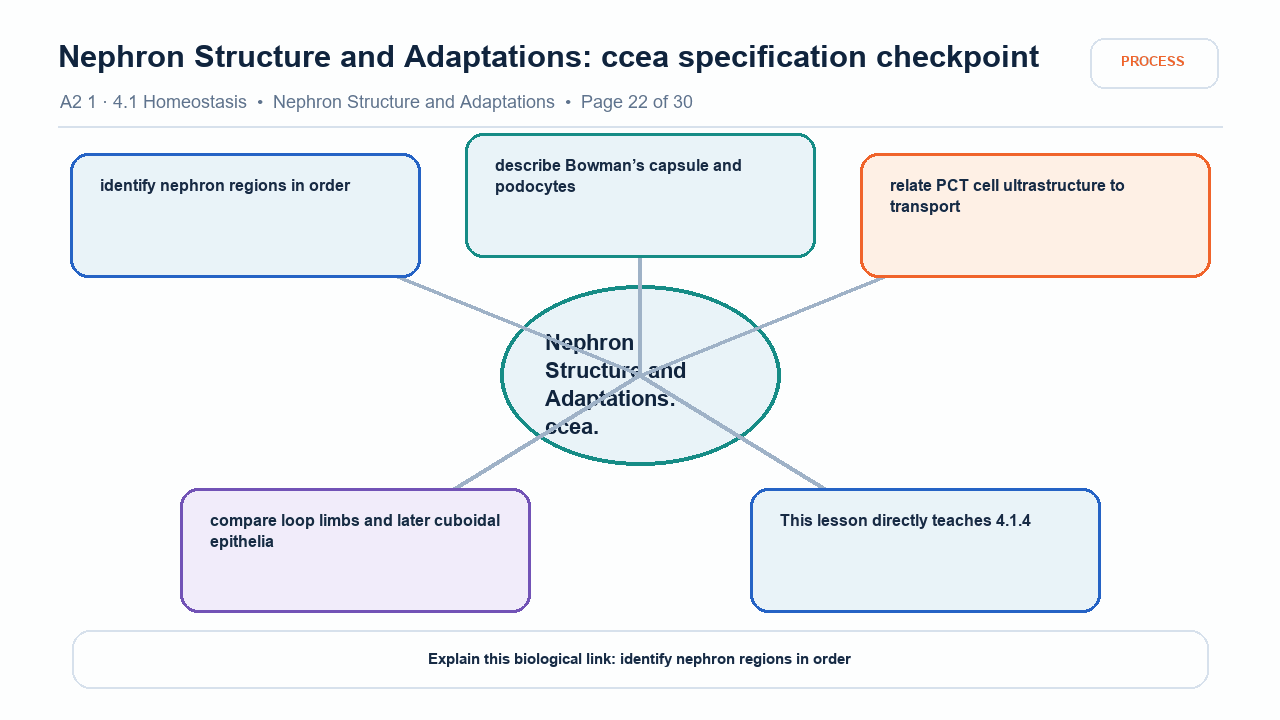 Nephron Structure and Adaptations: ccea specification checkpoint
PROCESS
A2 1 · 4.1 Homeostasis • Nephron Structure and Adaptations • Page 22 of 30
identify nephron regions in order
describe Bowman’s capsule and
podocytes
relate PCT cell ultrastructure to
transport
Nephron
Structure and
Adaptations:
ccea.
compare loop limbs and later cuboidal
epithelia
This lesson directly teaches 4.1.4
Explain this biological link: identify nephron regions in order